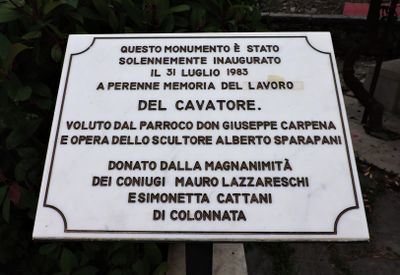 QUESTO MONUMENTO È STATO
SOLENNEMENTE INAUGURATO
IL 31 LUGLIO 1983
A PERENNE MEMORIA DEL LAVORO
DEL CAVATORE.
VOLUTO DAL PARROCO DON GIUSEPPE CARPENA
E OPERA DELLO SCULTORE ALBERTO SPARAPANI
DONATO DALLA MAGNANIMITÀ
DEI CONIUGI MAURO LAZZARESCHI
E SIMONETTA CATTANI
DI COLONNATA